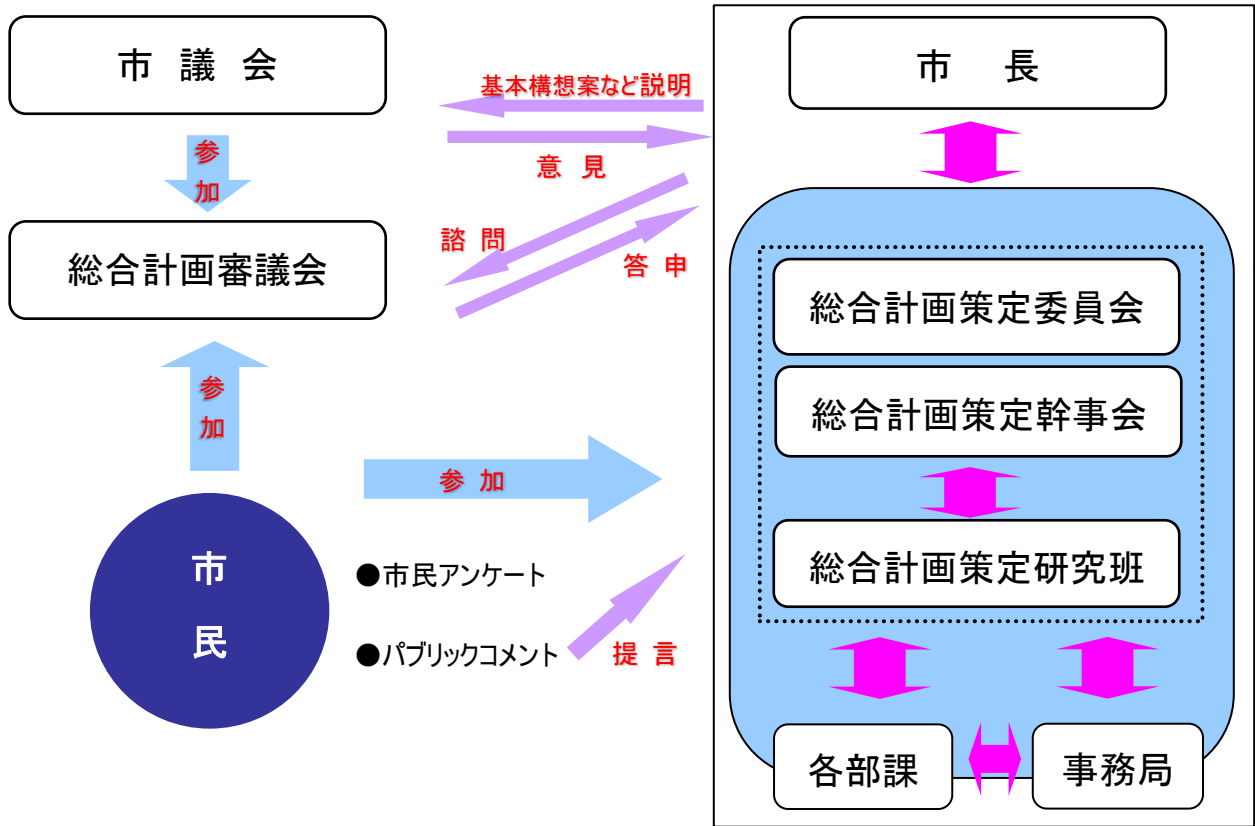 市 議 会
参
加
総合計画審議会
参
加
市
民
基本構想案など説明
意 見
諮 問
答 申
参 加
●市民アンケート
●パブリックコメント
提 言
市 長
総合計画策定委員会
総合計画策定幹事会
総合計画策定研究班
各部課
事務局